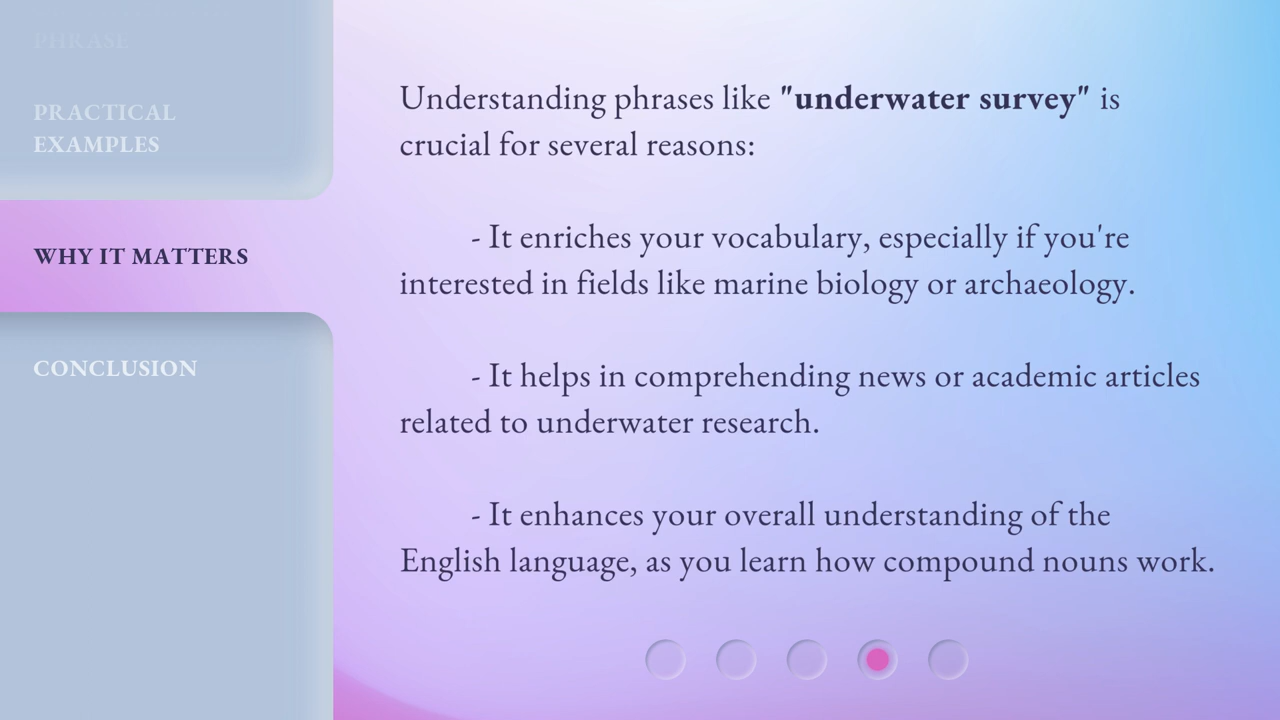 PHRASE
PRACTICAL
EXAMPLES
WHY IT MATTERS
CONCLUSION
Understanding phrases like "underwater survey" is
crucial for several reasons:
- It enriches your vocabulary, especially if you're
interested in fields like marine biology or archaeology.
- It helps in comprehending news or academic articles
related to underwater research.
- It enhances your overall understanding of the
English language, as you learn how compound nouns work.